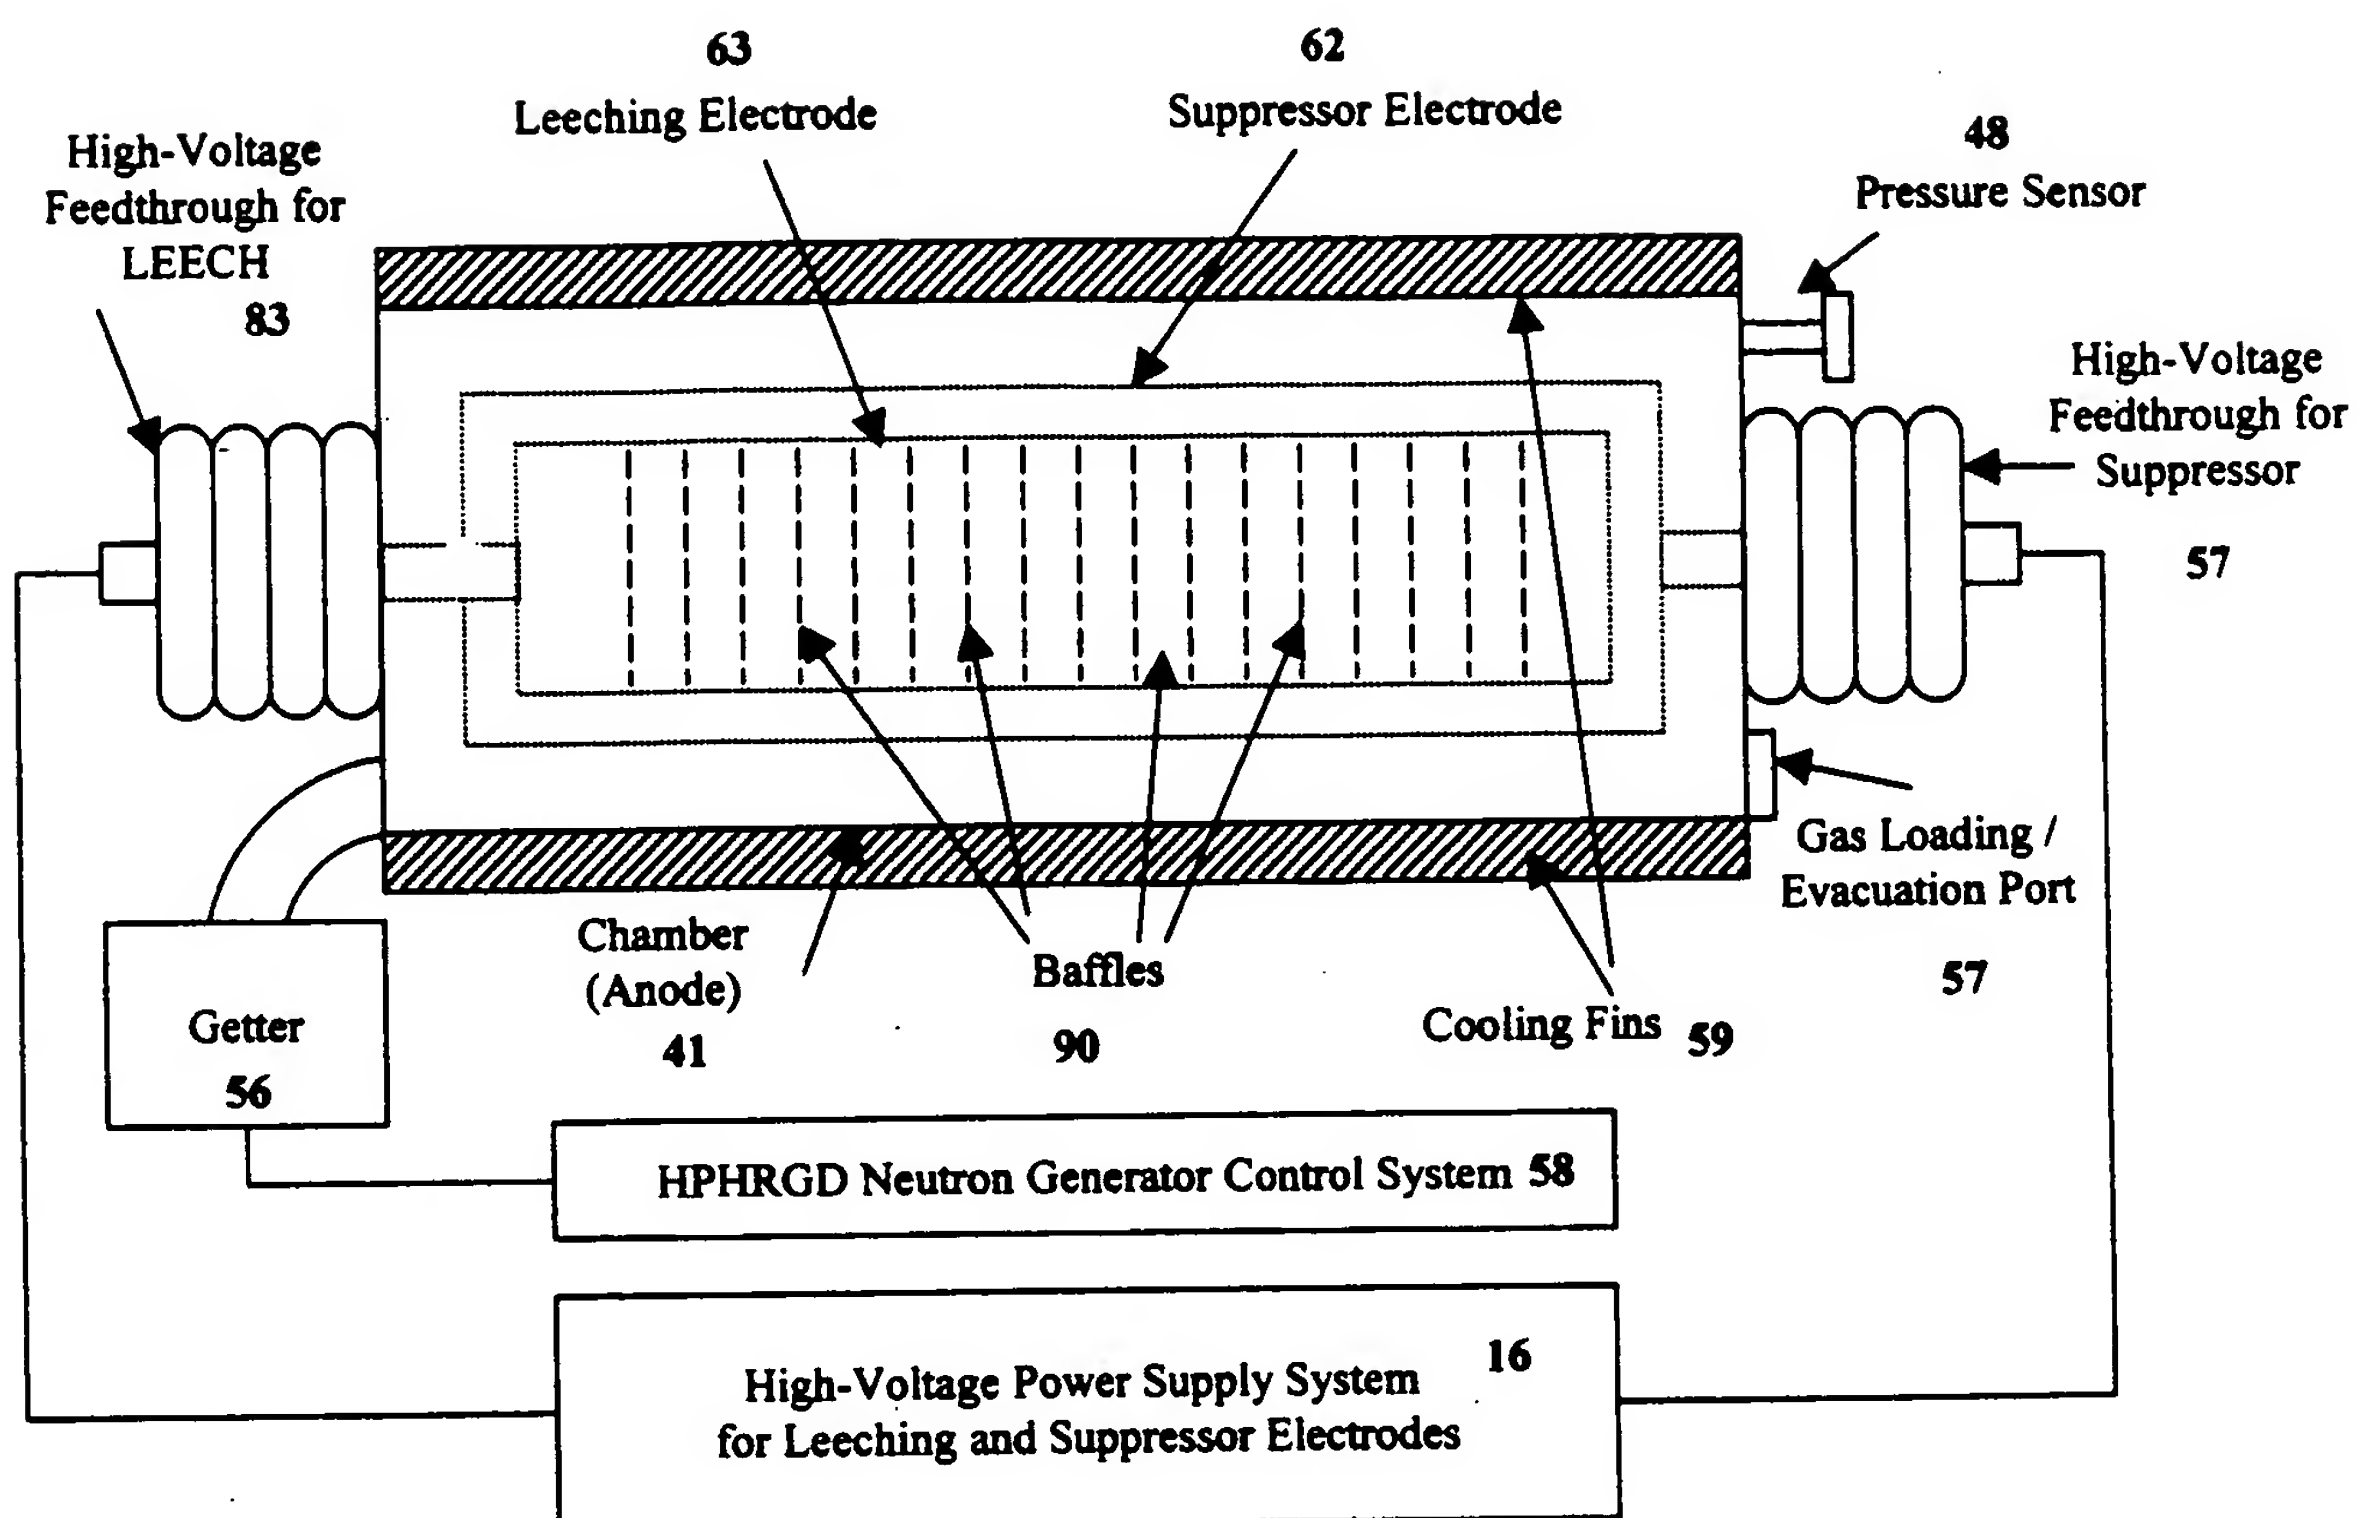 63
Leeching Electrode
62
Suppressor Electrode
48
Pressure Sensor
High-Voltage
Feedthrough for
LEECH
83
High-Voltage
Feedthrough for
Suppressor
57
Gas Loading /
Evacuation Port
57
Chamber
(Anode)
41
Baffles
90
Cooling Fins 59
Getter
56
HPHRGD Neutron Generator Control System 58
16
High-Voltage Power Supply System
for Leeching and Suppressor Electrodes